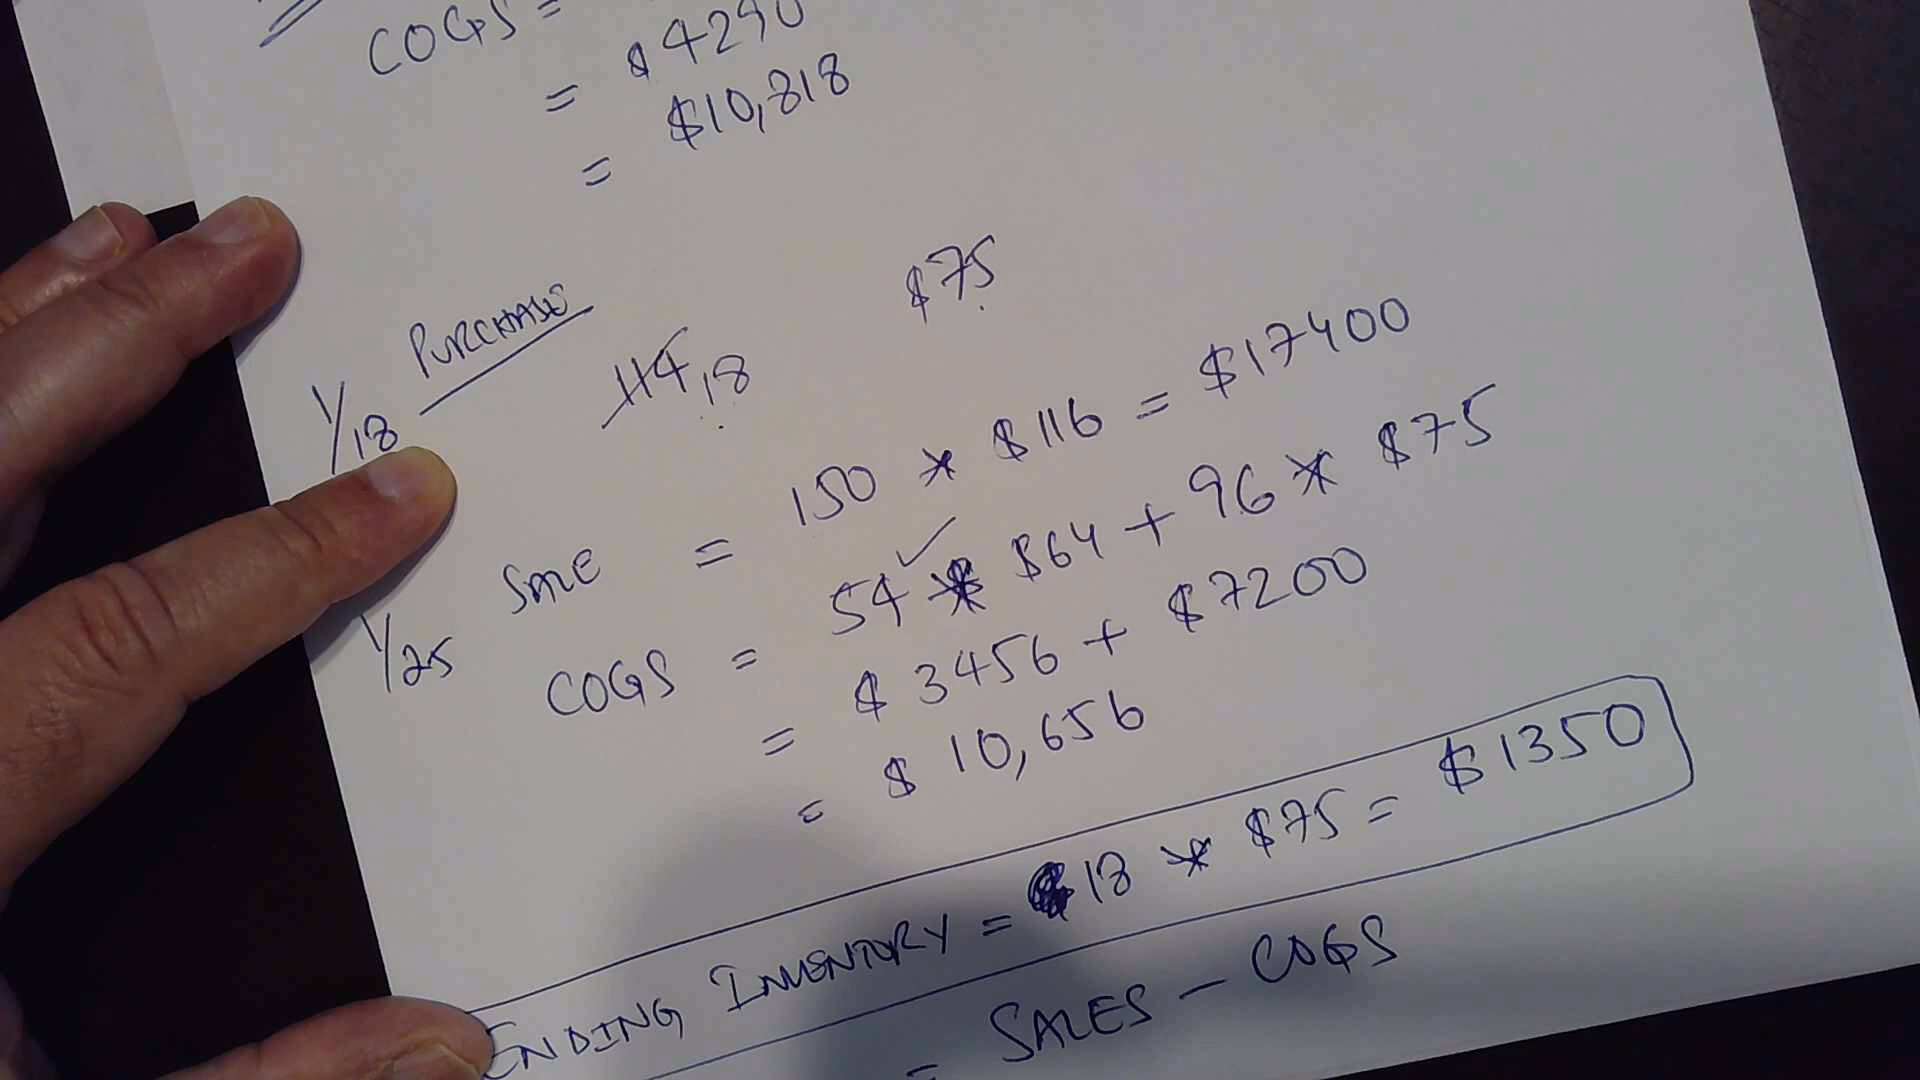 COGS =
= $4290
= $10,818
1/18 PURCHASE 114 18 $75
1/25 SALE = 150 * $116 = $17400
COGS = 54 * $64 + 96 * $75
= $3456 + $7200
= $10,656
ENDING INVENTORY = 18 * $75 = $1350
= SALES - COGS